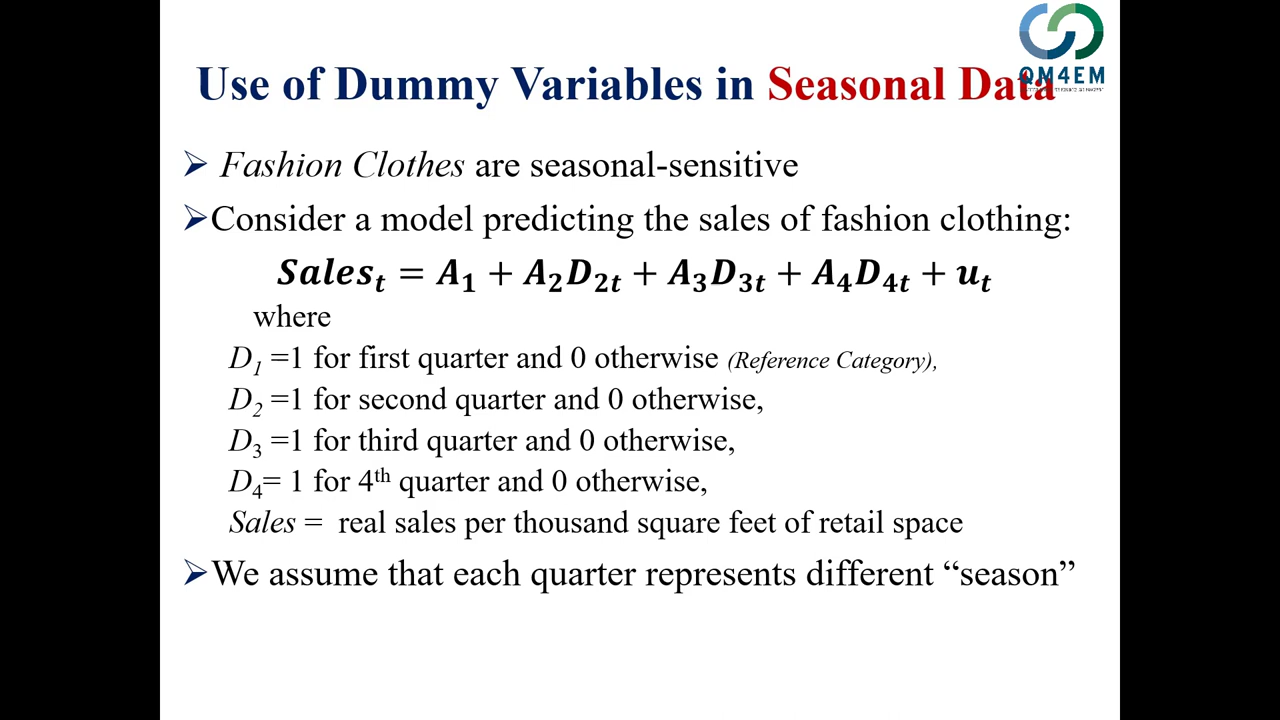 QM4EM
Use of Dummy Variables in Seasonal Data
➢ Fashion Clothes are seasonal-sensitive
➢Consider a model predicting the sales of fashion clothing:
Salesₜ = A₁ + A₂D₂ₜ + A₃D₃ₜ + A₄D₄ₜ + uₜ
where
D₁ =1 for first quarter and 0 otherwise (Reference Category),
D₂ =1 for second quarter and 0 otherwise,
D₃ =1 for third quarter and 0 otherwise,
D₄= 1 for 4ᵗʰ quarter and 0 otherwise,
Sales = real sales per thousand square feet of retail space
➢We assume that each quarter represents different “season”